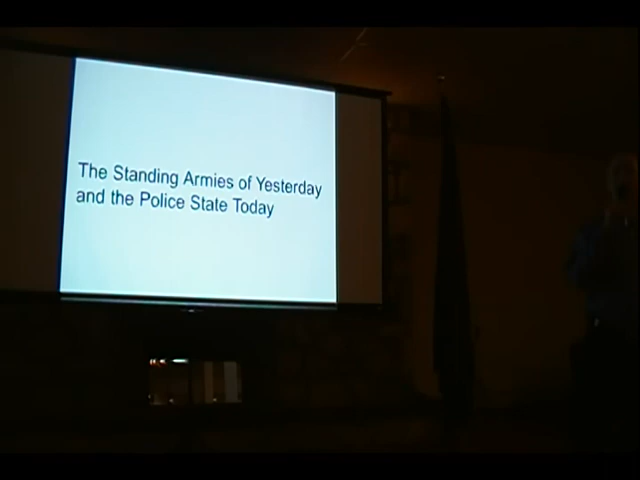 The Standing Armies of Yesterday
and the Police State Today